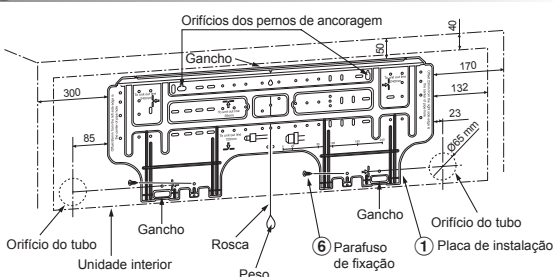 Orifícios dos pernos de ancoragem
Gancho
40
50
170
300
132
23
85
Ø65 mm
Orifício do tubo
Gancho
Gancho
Orifício do tubo
Rosca
6 Parafuso
de fixação
1 Placa de instalação
Unidade interior
Peso